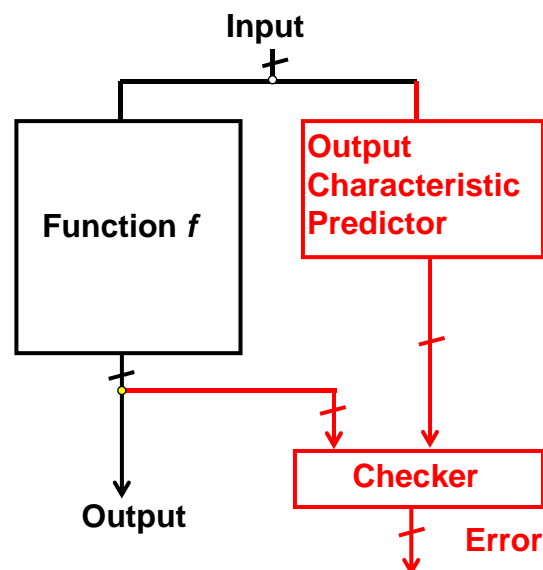 Input
Output
Characteristic
Predictor
Function f
Checker
Output
Error